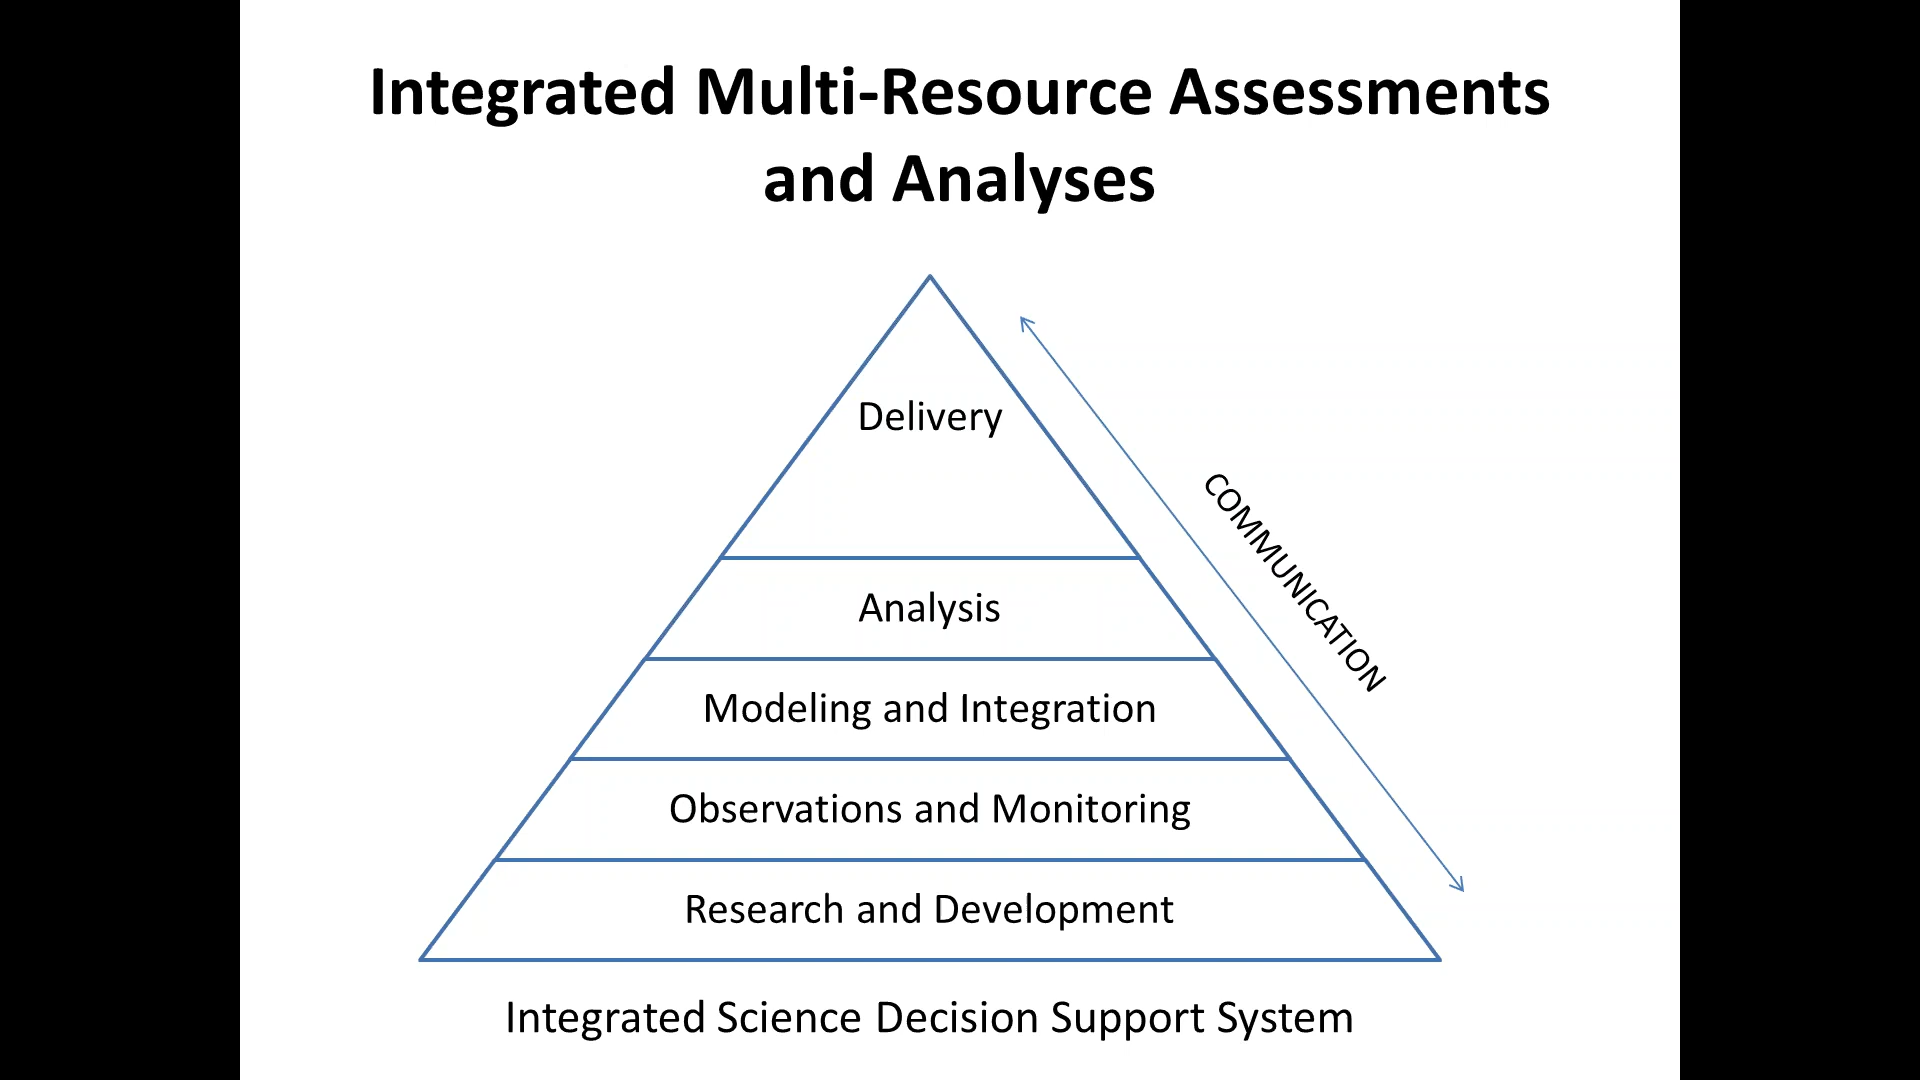 Integrated Multi-Resource Assessments
and Analyses
Delivery
COMMUNICATION
Analysis
Modeling and Integration
Observations and Monitoring
Research and Development
Integrated Science Decision Support System